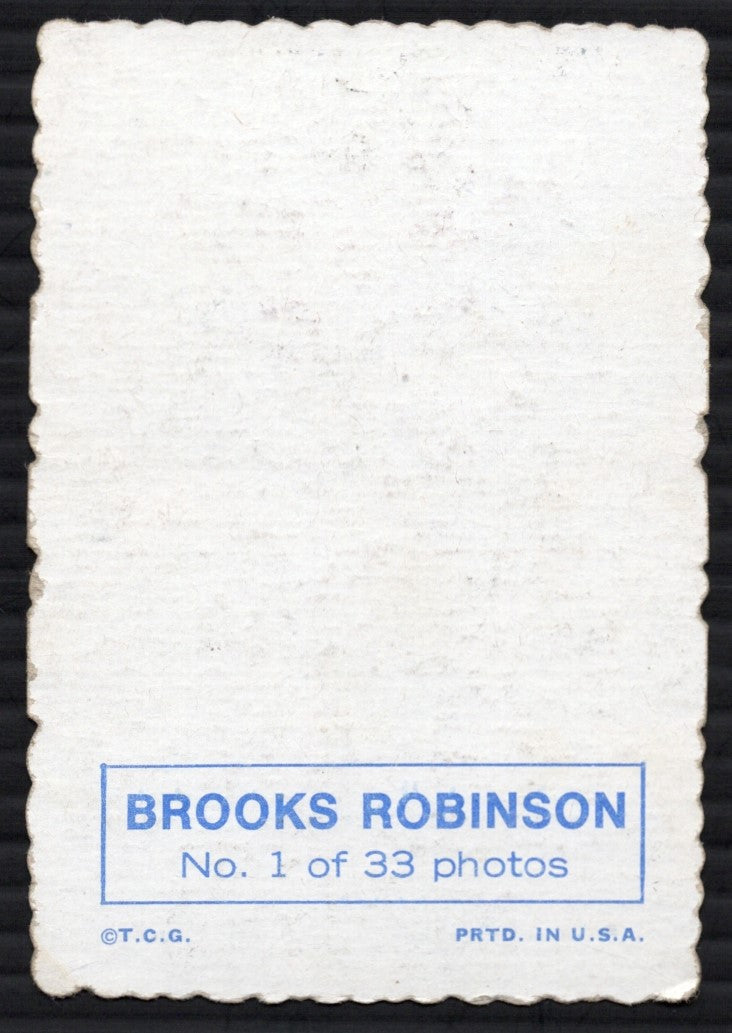 BROOKS ROBINSON
No. 1 of 33 photos
©T.C.G. PRTD. IN U.S.A.